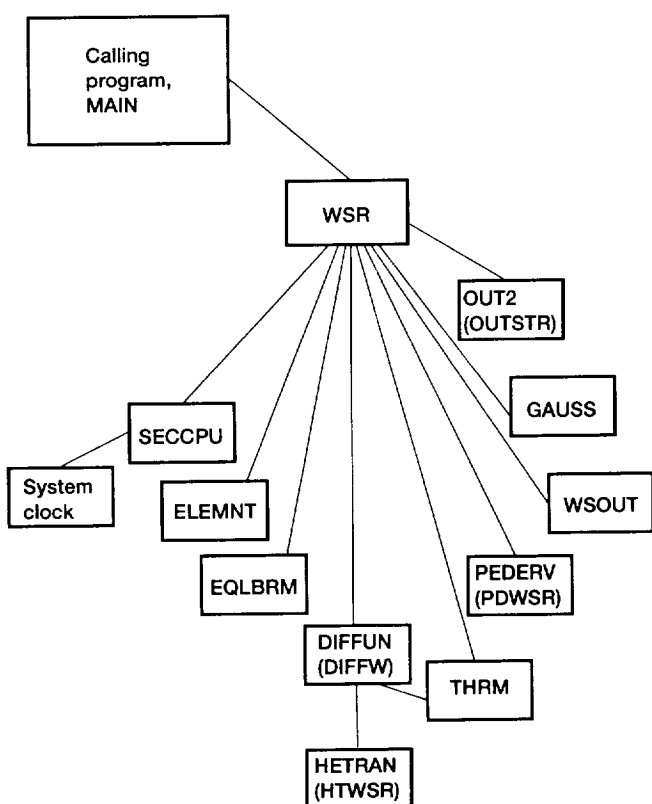 Calling
program,
MAIN
WSR
OUT2
(OUTSTR)
GAUSS
SECCPU
System
clock
ELEMNT
WSOUT
EQLBRM
PEDERV
(PDWSR)
DIFFUN
(DIFFW)
THRM
HETRAN
(HTWSR)